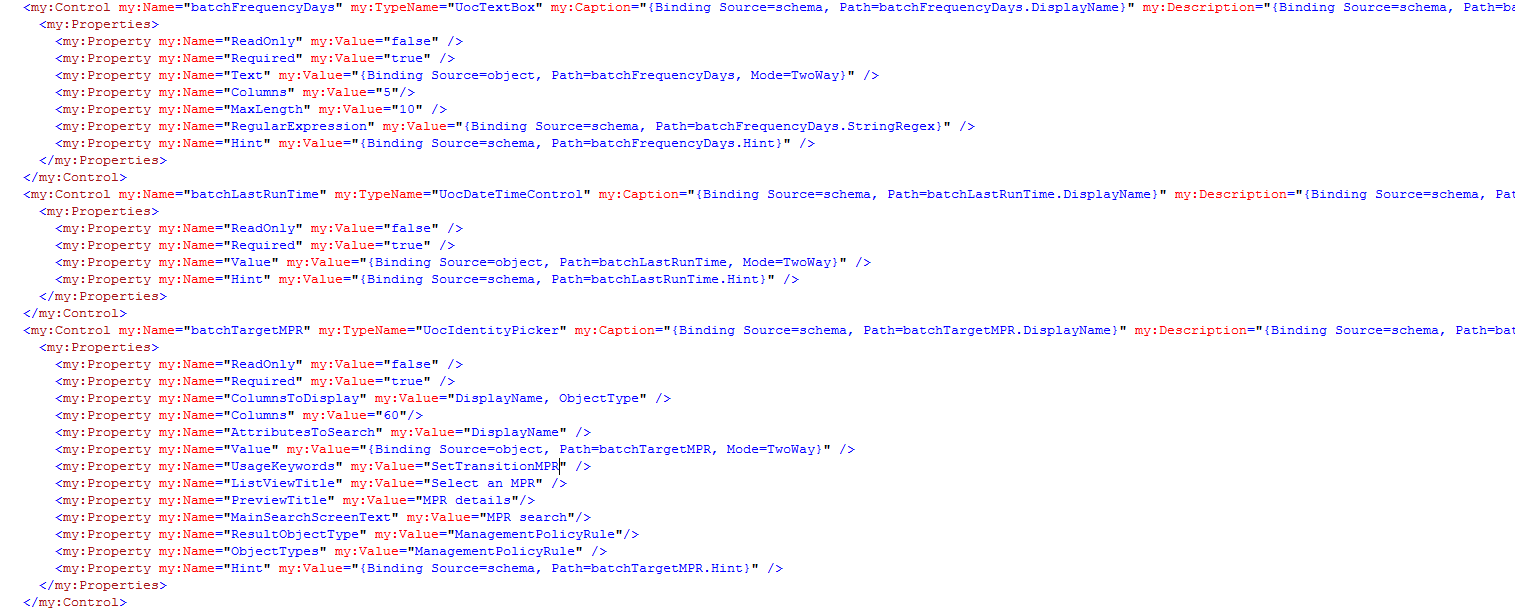 <my:Control my:Name="batchFrequencyDays" my:TypeName="UocTextBox" my:Caption="{Binding Source=schema, Path=batchFrequencyDays.DisplayName}" my:Description="{Binding Source=schema, Path=ba
<my:Properties>
<my:Property my:Name="ReadOnly" my:Value="false" />
<my:Property my:Name="Required" my:Value="true" />
<my:Property my:Name="Text" my:Value="{Binding Source=object, Path=batchFrequencyDays, Mode=TwoWay}" />
<my:Property my:Name="Columns" my:Value="5"/>
<my:Property my:Name="MaxLength" my:Value="10" />
<my:Property my:Name="RegularExpression" my:Value="{Binding Source=schema, Path=batchFrequencyDays.StringRegex}" />
<my:Property my:Name="Hint" my:Value="{Binding Source=schema, Path=batchFrequencyDays.Hint}" />
</my:Properties>
</my:Control>
<my:Control my:Name="batchLastRunTime" my:TypeName="UocDateTimeControl" my:Caption="{Binding Source=schema, Path=batchLastRunTime.DisplayName}" my:Description="{Binding Source=schema, Pat
<my:Properties>
<my:Property my:Name="ReadOnly" my:Value="false" />
<my:Property my:Name="Required" my:Value="true" />
<my:Property my:Name="Value" my:Value="{Binding Source=object, Path=batchLastRunTime, Mode=TwoWay}" />
<my:Property my:Name="Hint" my:Value="{Binding Source=schema, Path=batchLastRunTime.Hint}" />
</my:Properties>
</my:Control>
<my:Control my:Name="batchTargetMPR" my:TypeName="UocIdentityPicker" my:Caption="{Binding Source=schema, Path=batchTargetMPR.DisplayName}" my:Description="{Binding Source=schema, Path=bat
<my:Properties>
<my:Property my:Name="ReadOnly" my:Value="false" />
<my:Property my:Name="Required" my:Value="true" />
<my:Property my:Name="ColumnsToDisplay" my:Value="DisplayName, ObjectType" />
<my:Property my:Name="Columns" my:Value="60"/>
<my:Property my:Name="AttributesToSearch" my:Value="DisplayName" />
<my:Property my:Name="Value" my:Value="{Binding Source=object, Path=batchTargetMPR, Mode=TwoWay}" />
<my:Property my:Name="UsageKeywords" my:Value="SetTransitionMPR" />
<my:Property my:Name="ListViewTitle" my:Value="Select an MPR" />
<my:Property my:Name="PreviewTitle" my:Value="MPR details"/>
<my:Property my:Name="MainSearchScreenText" my:Value="MPR search"/>
<my:Property my:Name="ResultObjectType" my:Value="ManagementPolicyRule"/>
<my:Property my:Name="ObjectTypes" my:Value="ManagementPolicyRule" />
<my:Property my:Name="Hint" my:Value="{Binding Source=schema, Path=batchTargetMPR.Hint}" />
</my:Properties>
</my:Control>